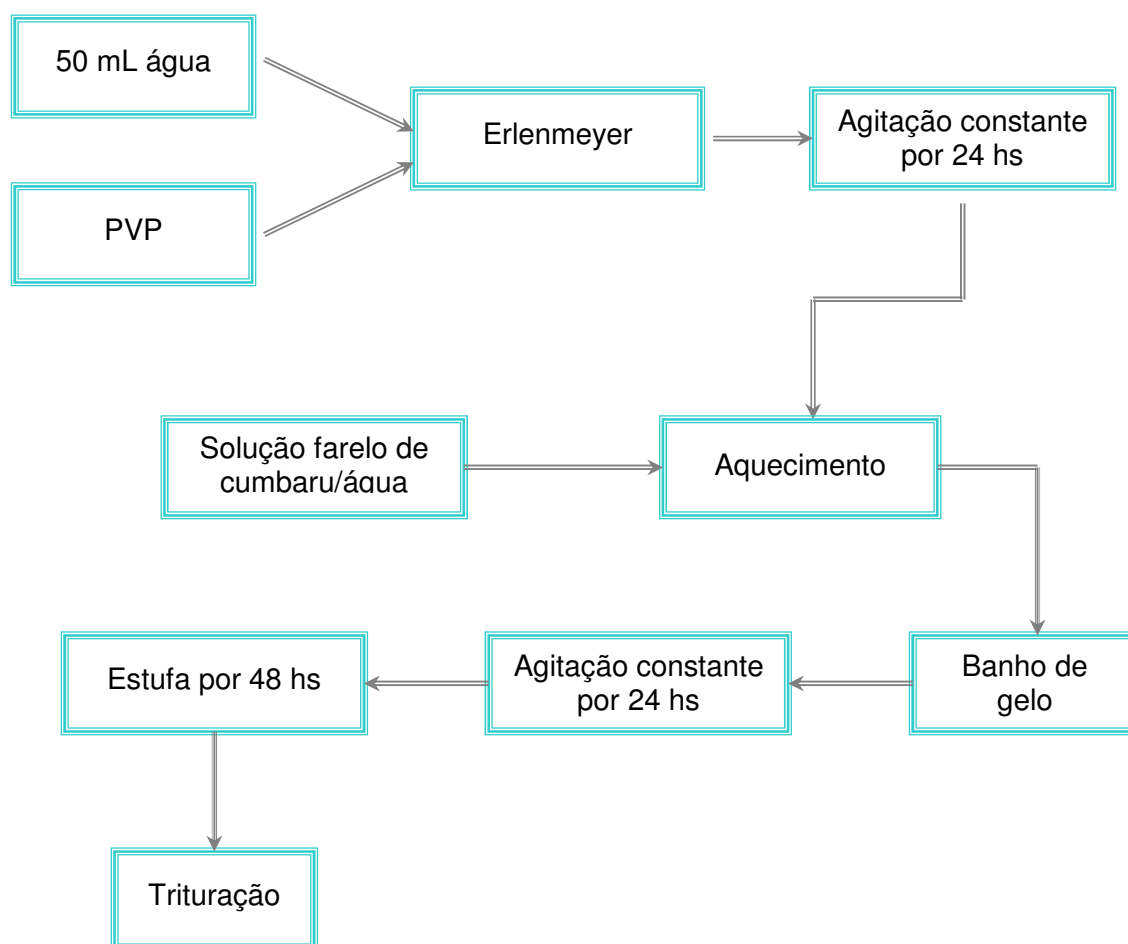 50 mL água
PVP
Erlenmeyer
Agitação constante
por 24 hs
Solução farelo de
cumbaru/água
Aquecimento
Banho de
gelo
Agitação constante
por 24 hs
Estufa por 48 hs
Trituração